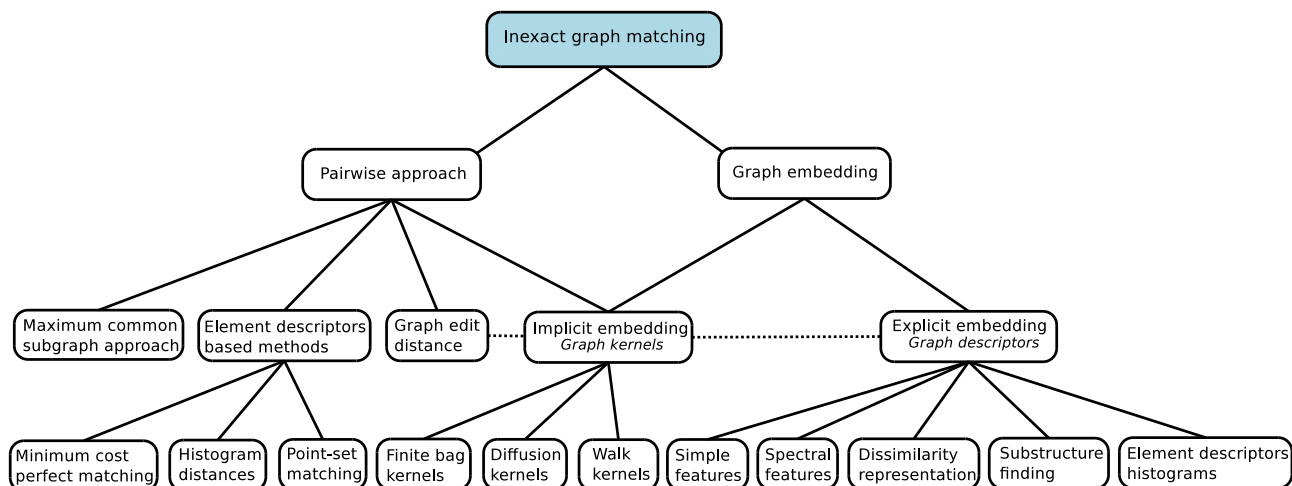 Inexact graph matching
Pairwise approach
Graph embedding
Maximum common
subgraph approach
Element descriptors
based methods
Graph edit
distance
Implicit embedding
Graph kernels
Explicit embedding
Graph descriptors
Minimum cost
perfect matching
Histogram
distances
Point-set
matching
Finite bag
kernels
Diffusion
kernels
Walk
kernels
Simple
features
Spectral
features
Dissimilarity
representation
Substructure
finding
Element descriptors
histograms